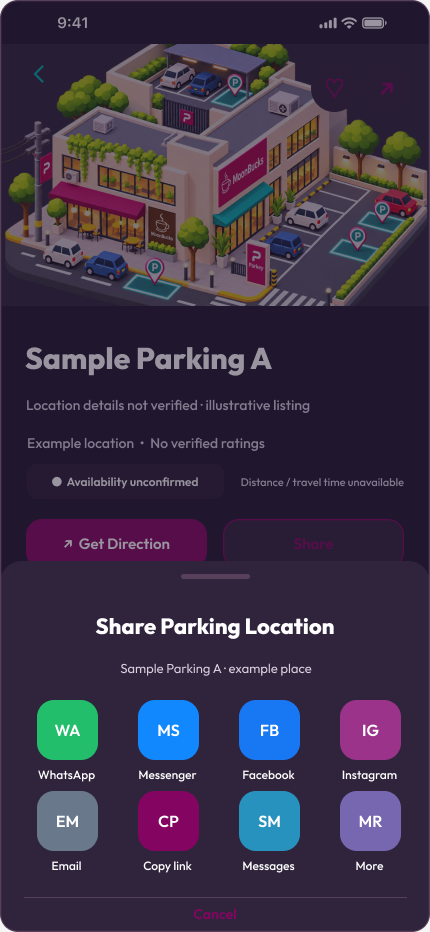 9:41
MoonBucks
MoonBucks
Parkey
Sample Parking A
Location details not verified · illustrative listing
Example location • No verified ratings
Availability unconfirmed
Distance / travel time unavailable
Get Direction
Share
Share Parking Location
Sample Parking A · example place
WA
MS
FB
IG
WhatsApp
Messenger
Facebook
Instagram
EM
CP
SM
MR
Email
Copy link
Messages
More
Cancel